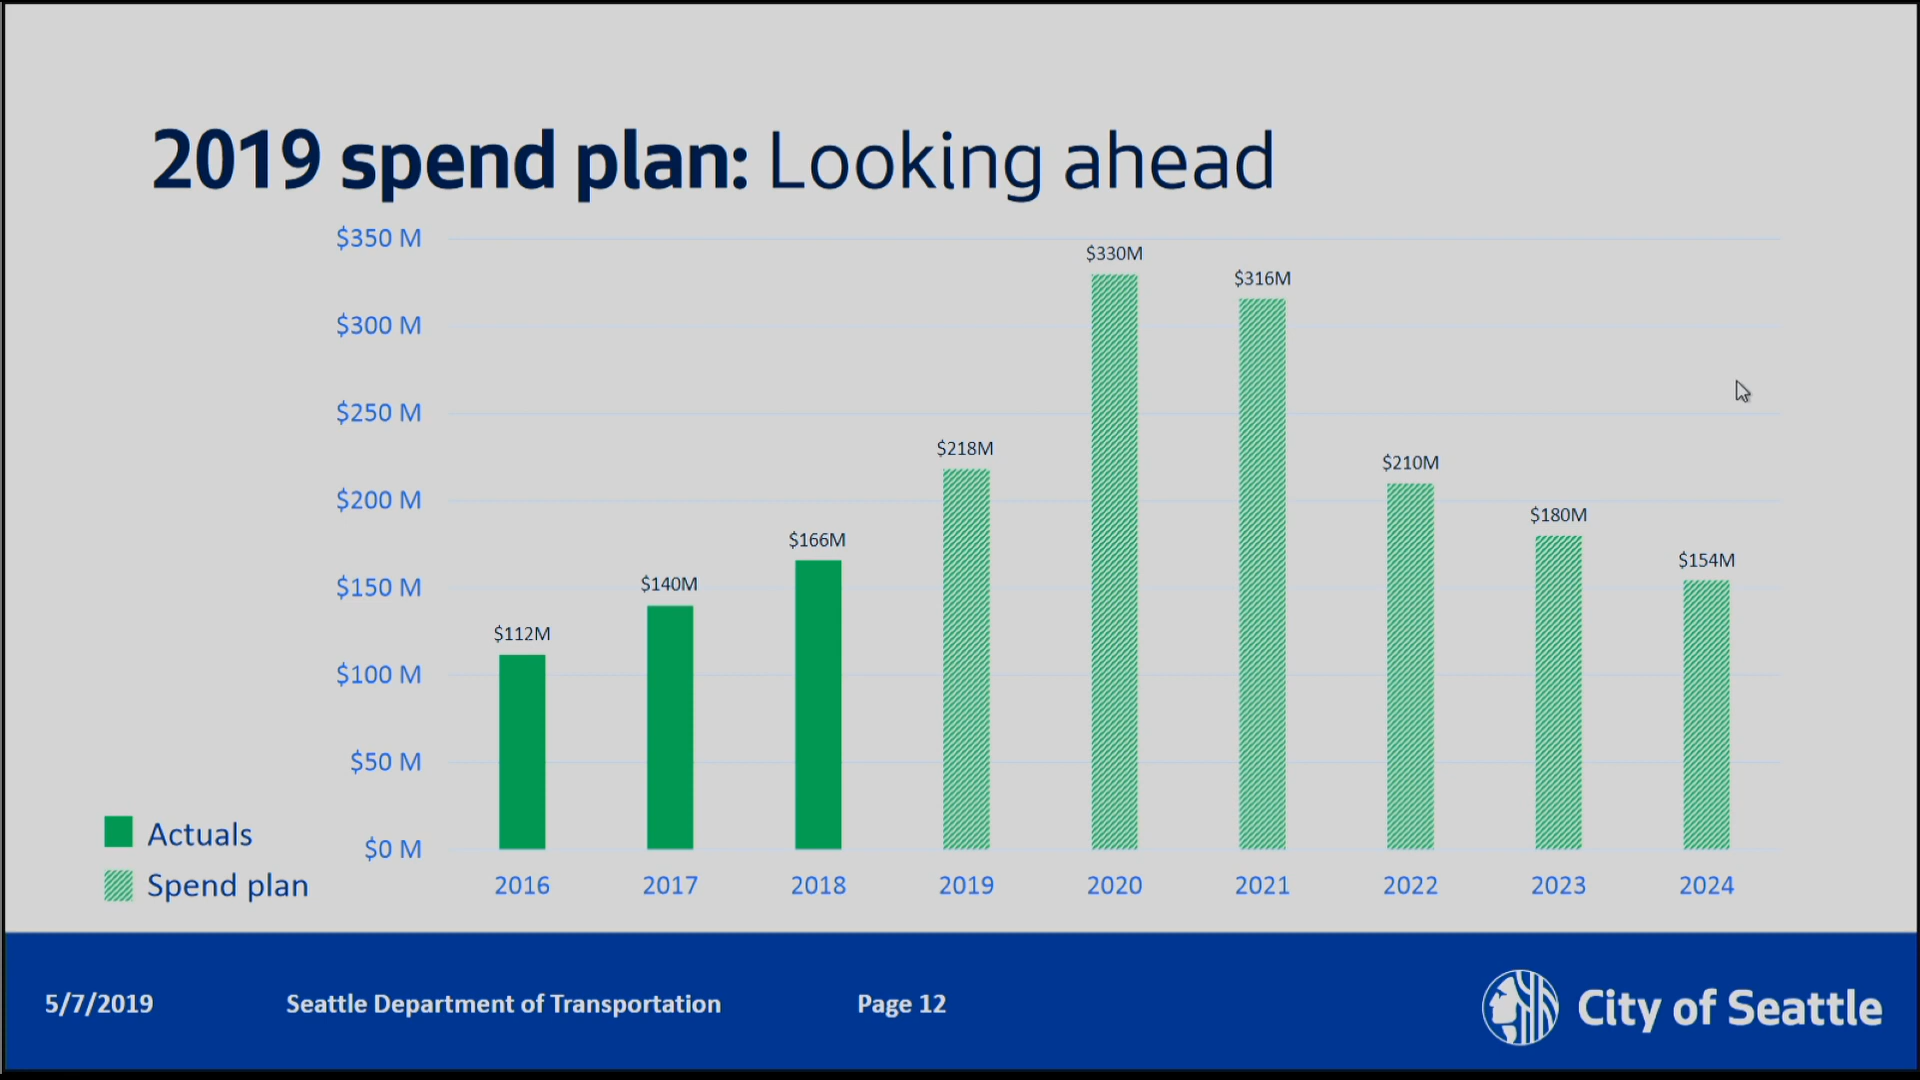 2019 spend plan: Looking ahead
$350 M
$300 M
$250 M
$200 M
$150 M
$100 M
$50 M
$0 M
$112M
$140M
$166M
$218M
$330M
$316M
$210M
$180M
$154M
2016 2017 2018 2019 2020 2021 2022 2023 2024
Actuals
Spend plan
5/7/2019 Seattle Department of Transportation Page 12 City of Seattle